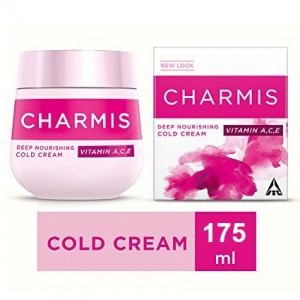 CHARMIS
DEEP NOURISHING
COLD CREAM
VITAMIN A,C,E
NEW LOOK
CHARMIS
DEEP NOURISHING
COLD CREAM
VITAMIN A,C,E
COLD CREAM
175
ml